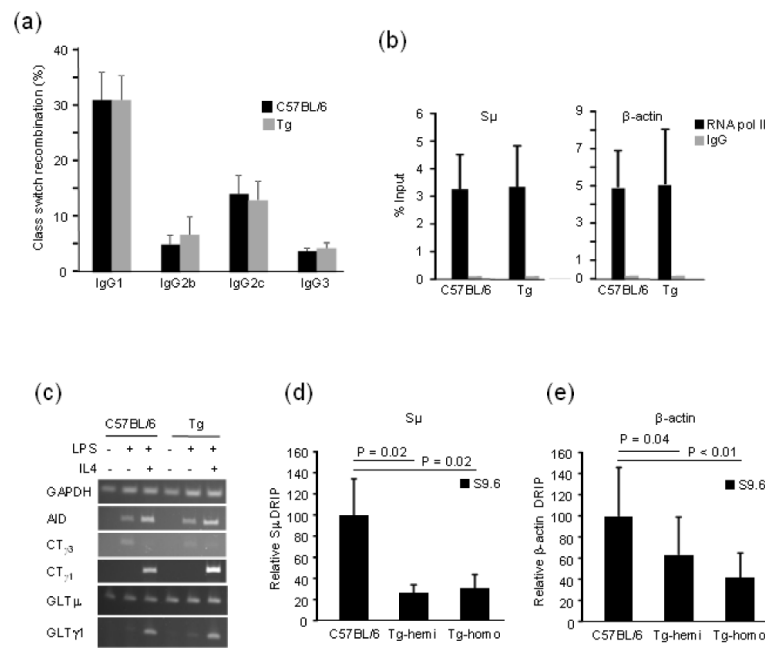 (a)
Class switch recombination (%)
40
30
20
10
0
C57BL/6
Tg
IgG1 IgG2b IgG2c IgG3
(b)
Sμ
% Input
6
5
4
3
2
1
0
C57BL/6 Tg
β-actin
9
7
5
3
1
0
C57BL/6 Tg
RNA pol II
IgG
(c)
C57BL/6 Tg
LPS - + + - + +
IL4 + +
GAPDH
AID
CTγ3
CTγ1
GLTμ
GLTγ1
(d)
Sμ
P = 0.02
P = 0.02
S9.6
Relative Sμ DRIP
160
140
120
100
80
60
40
20
0
C57BL/6 Tg-hemi Tg-homo
(e)
β-actin
P = 0.04
P < 0.01
S9.6
Relative β-actin DRIP
160
140
120
100
80
60
40
20
0
C57BL/6 Tg-hemi Tg-homo